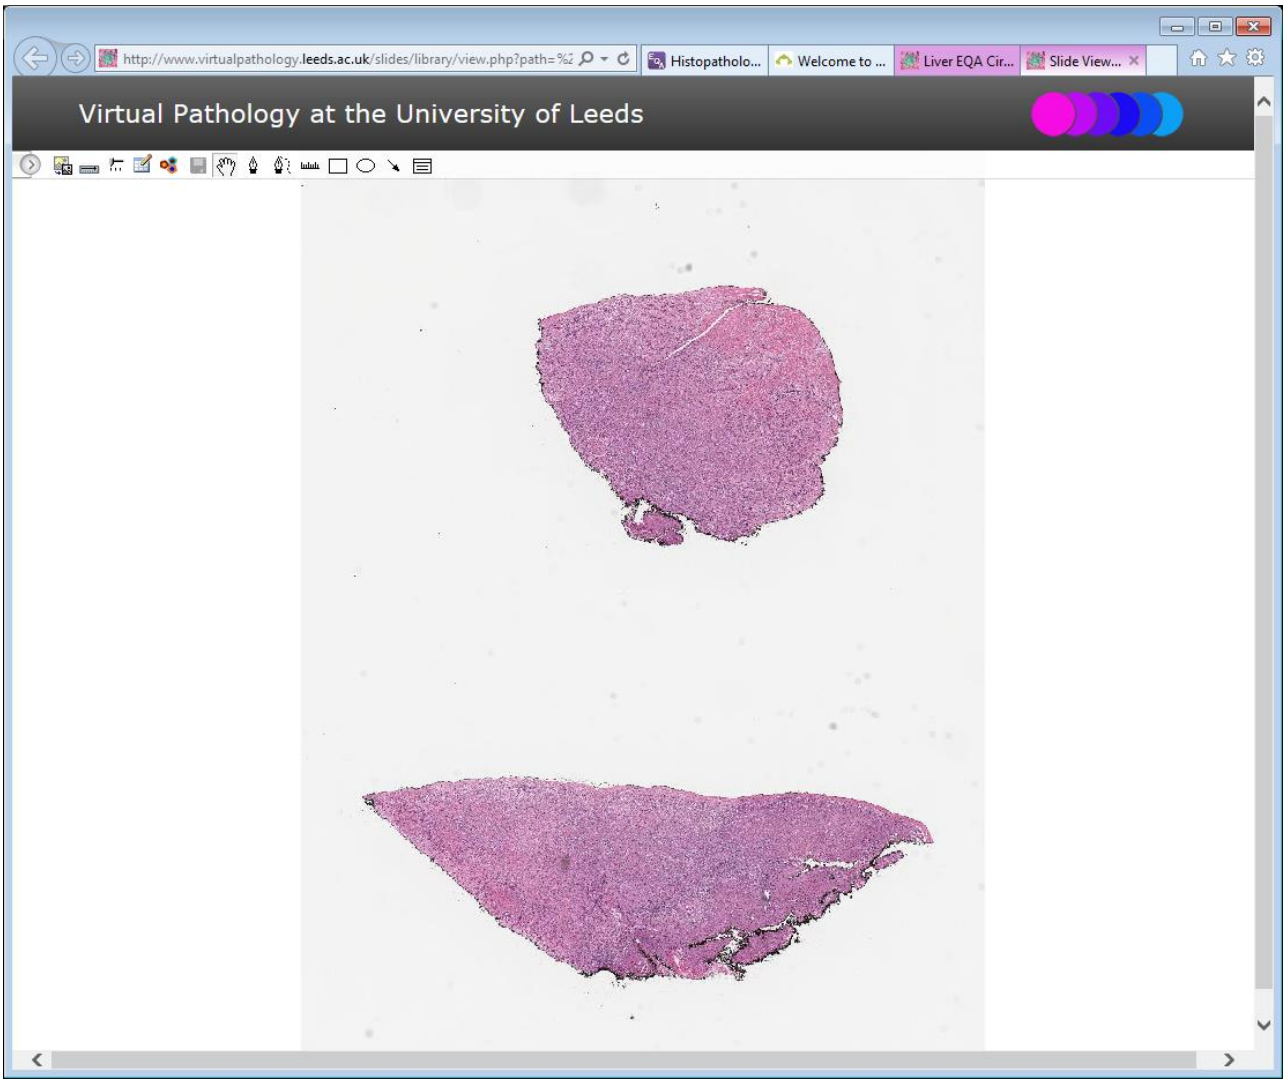 http://www.virtualpathology.leeds.ac.uk/slides/library/view.php?path=%2
Histopatholo...
Welcome to ...
Liver EQA Cir...
Slide View...
Virtual Pathology at the University of Leeds